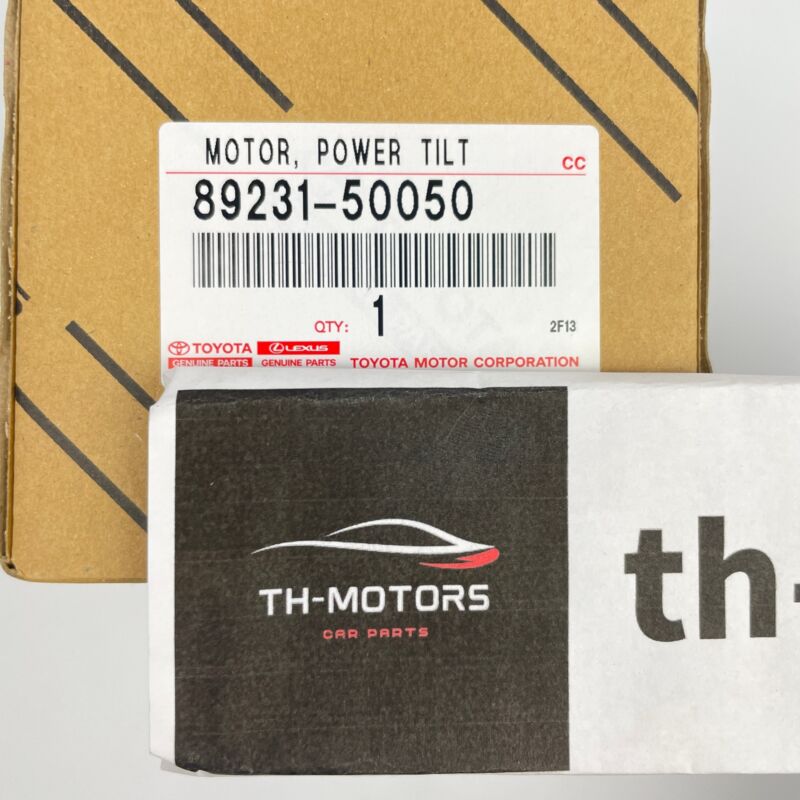 MOTOR, POWER TILT
CC
89231-50050
QTY: 1
2F13
TOYOTA LEXUS
GENUINE PARTS GENUINE PARTS TOYOTA MOTOR CORPORATION
TH-MOTORS
CAR PARTS
th-